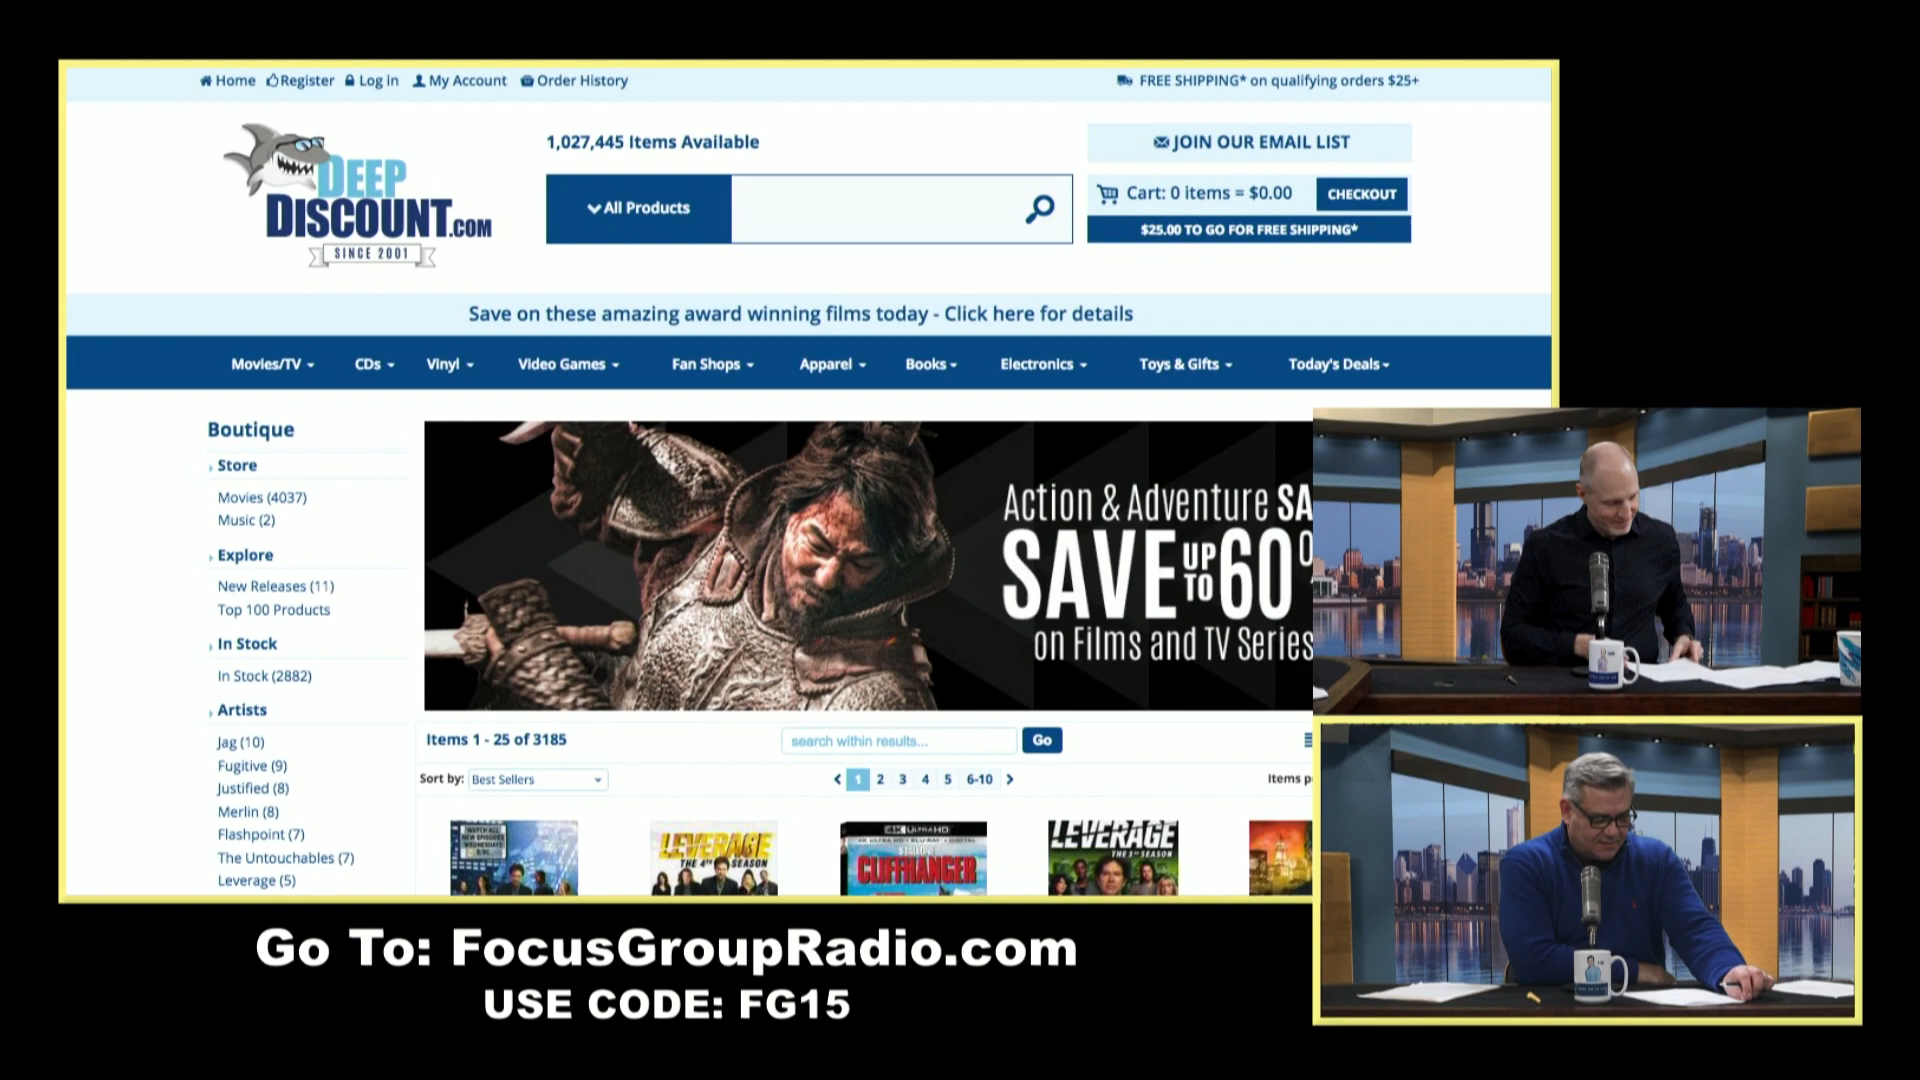 Home Register Log in My Account Order History
FREE SHIPPING* on qualifying orders $25+
DEEP
DISCOUNT.COM
SINCE 2001
1,027,445 Items Available
All Products
JOIN OUR EMAIL LIST
Cart: 0 items = $0.00 CHECKOUT
$25.00 TO GO FOR FREE SHIPPING*
Save on these amazing award winning films today - Click here for details
Movies/TV CDs Vinyl Video Games Fan Shops Apparel Books Electronics Toys & Gifts Today's Deals
Boutique
Store
Movies (4037)
Music (2)
Explore
New Releases (11)
Top 100 Products
In Stock
In Stock (2882)
Artists
Jag (10)
Fugitive (9)
Justified (8)
Merlin (8)
Flashpoint (7)
The Untouchables (7)
Leverage (5)
Action & Adventure SA
SAVE UP TO 60
on Films and TV Series
Items 1 - 25 of 3185
search within results...
Go
Sort by: Best Sellers
< 1 2 3 4 5 6-10 >
Items p
WATCH ALL
NEW EPISODES
WEDNESDAYS
LEVERAGE
THE 4TH SEASON
4K ULTRAHD
CLIFFHANGER
LEVERAGE
Go To: FocusGroupRadio.com
USE CODE: FG15